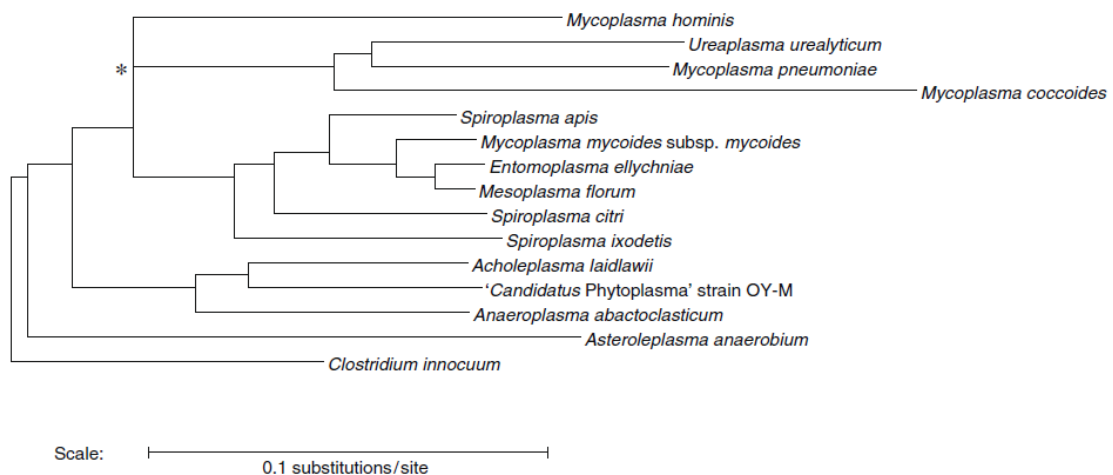 Mycoplasma hominis
Ureaplasma urealyticum
*
Mycoplasma pneumoniae
Mycoplasma coccoides
Spiroplasma apis
Mycoplasma mycoides subsp. mycoides
Entomoplasma ellychniae
Mesoplasma florum
Spiroplasma citri
Spiroplasma ixodetis
Acholeplasma laidlawii
'Candidatus Phytoplasma' strain OY-M
Anaeroplasma abactoclasticum
Asteroleplasma anaerobium
Clostridium innocuum
Scale:
0.1 substitutions/site